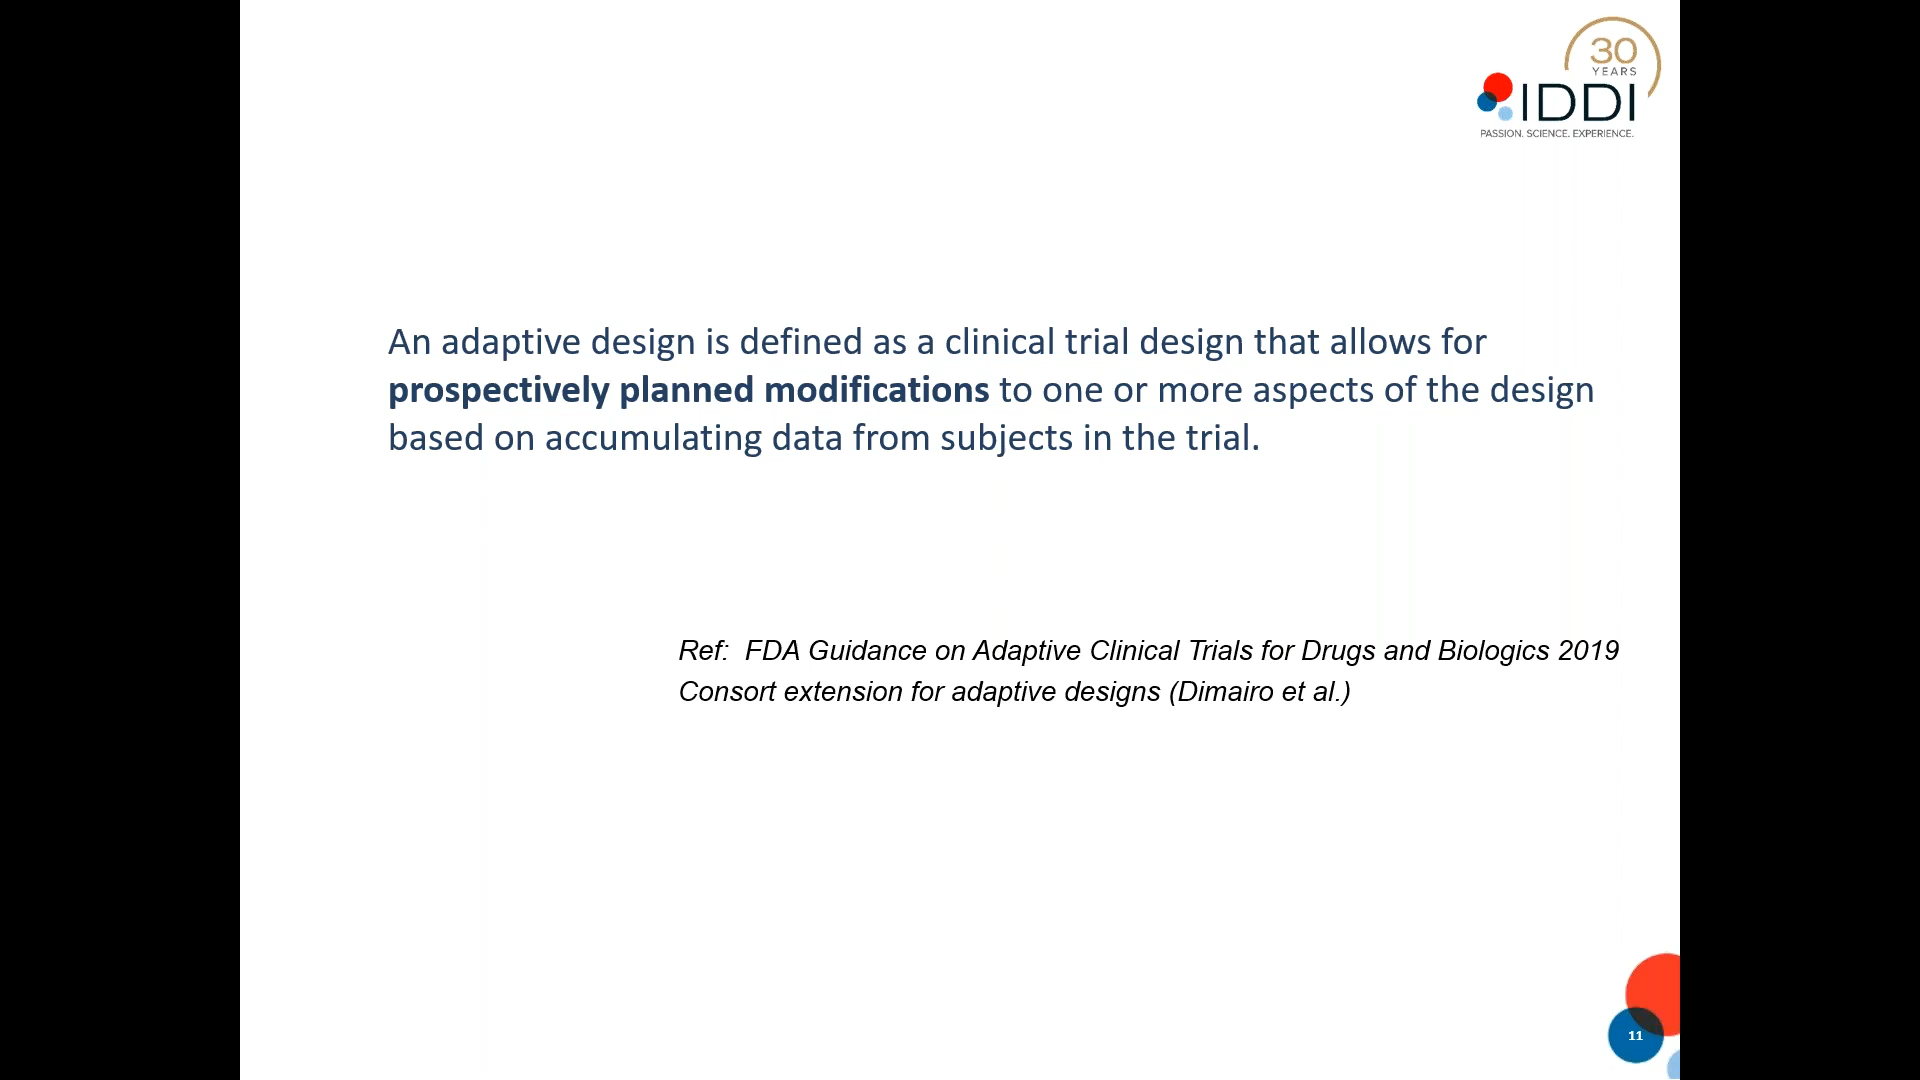 30
YEARS
IDDI
PASSION. SCIENCE. EXPERIENCE.
An adaptive design is defined as a clinical trial design that allows for
prospectively planned modifications to one or more aspects of the design
based on accumulating data from subjects in the trial.
Ref:  FDA Guidance on Adaptive Clinical Trials for Drugs and Biologics 2019
Consort extension for adaptive designs (Dimairo et al.)
11